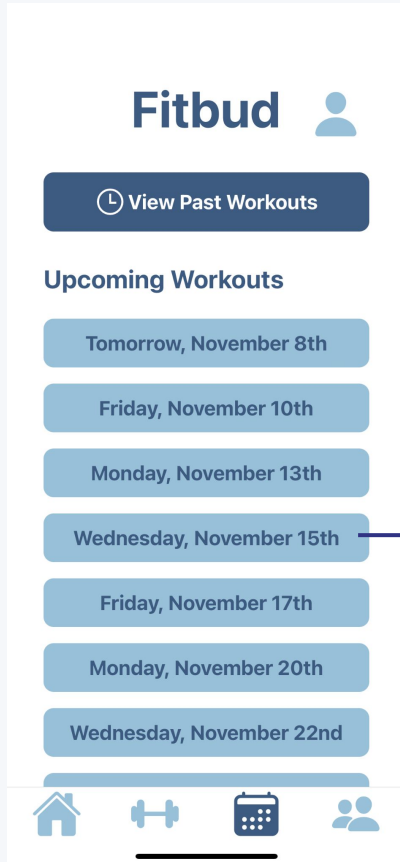 Fitbud
View Past Workouts
Upcoming Workouts
Tomorrow, November 8th
Friday, November 10th
Monday, November 13th
Wednesday, November 15th
Friday, November 17th
Monday, November 20th
Wednesday, November 22nd